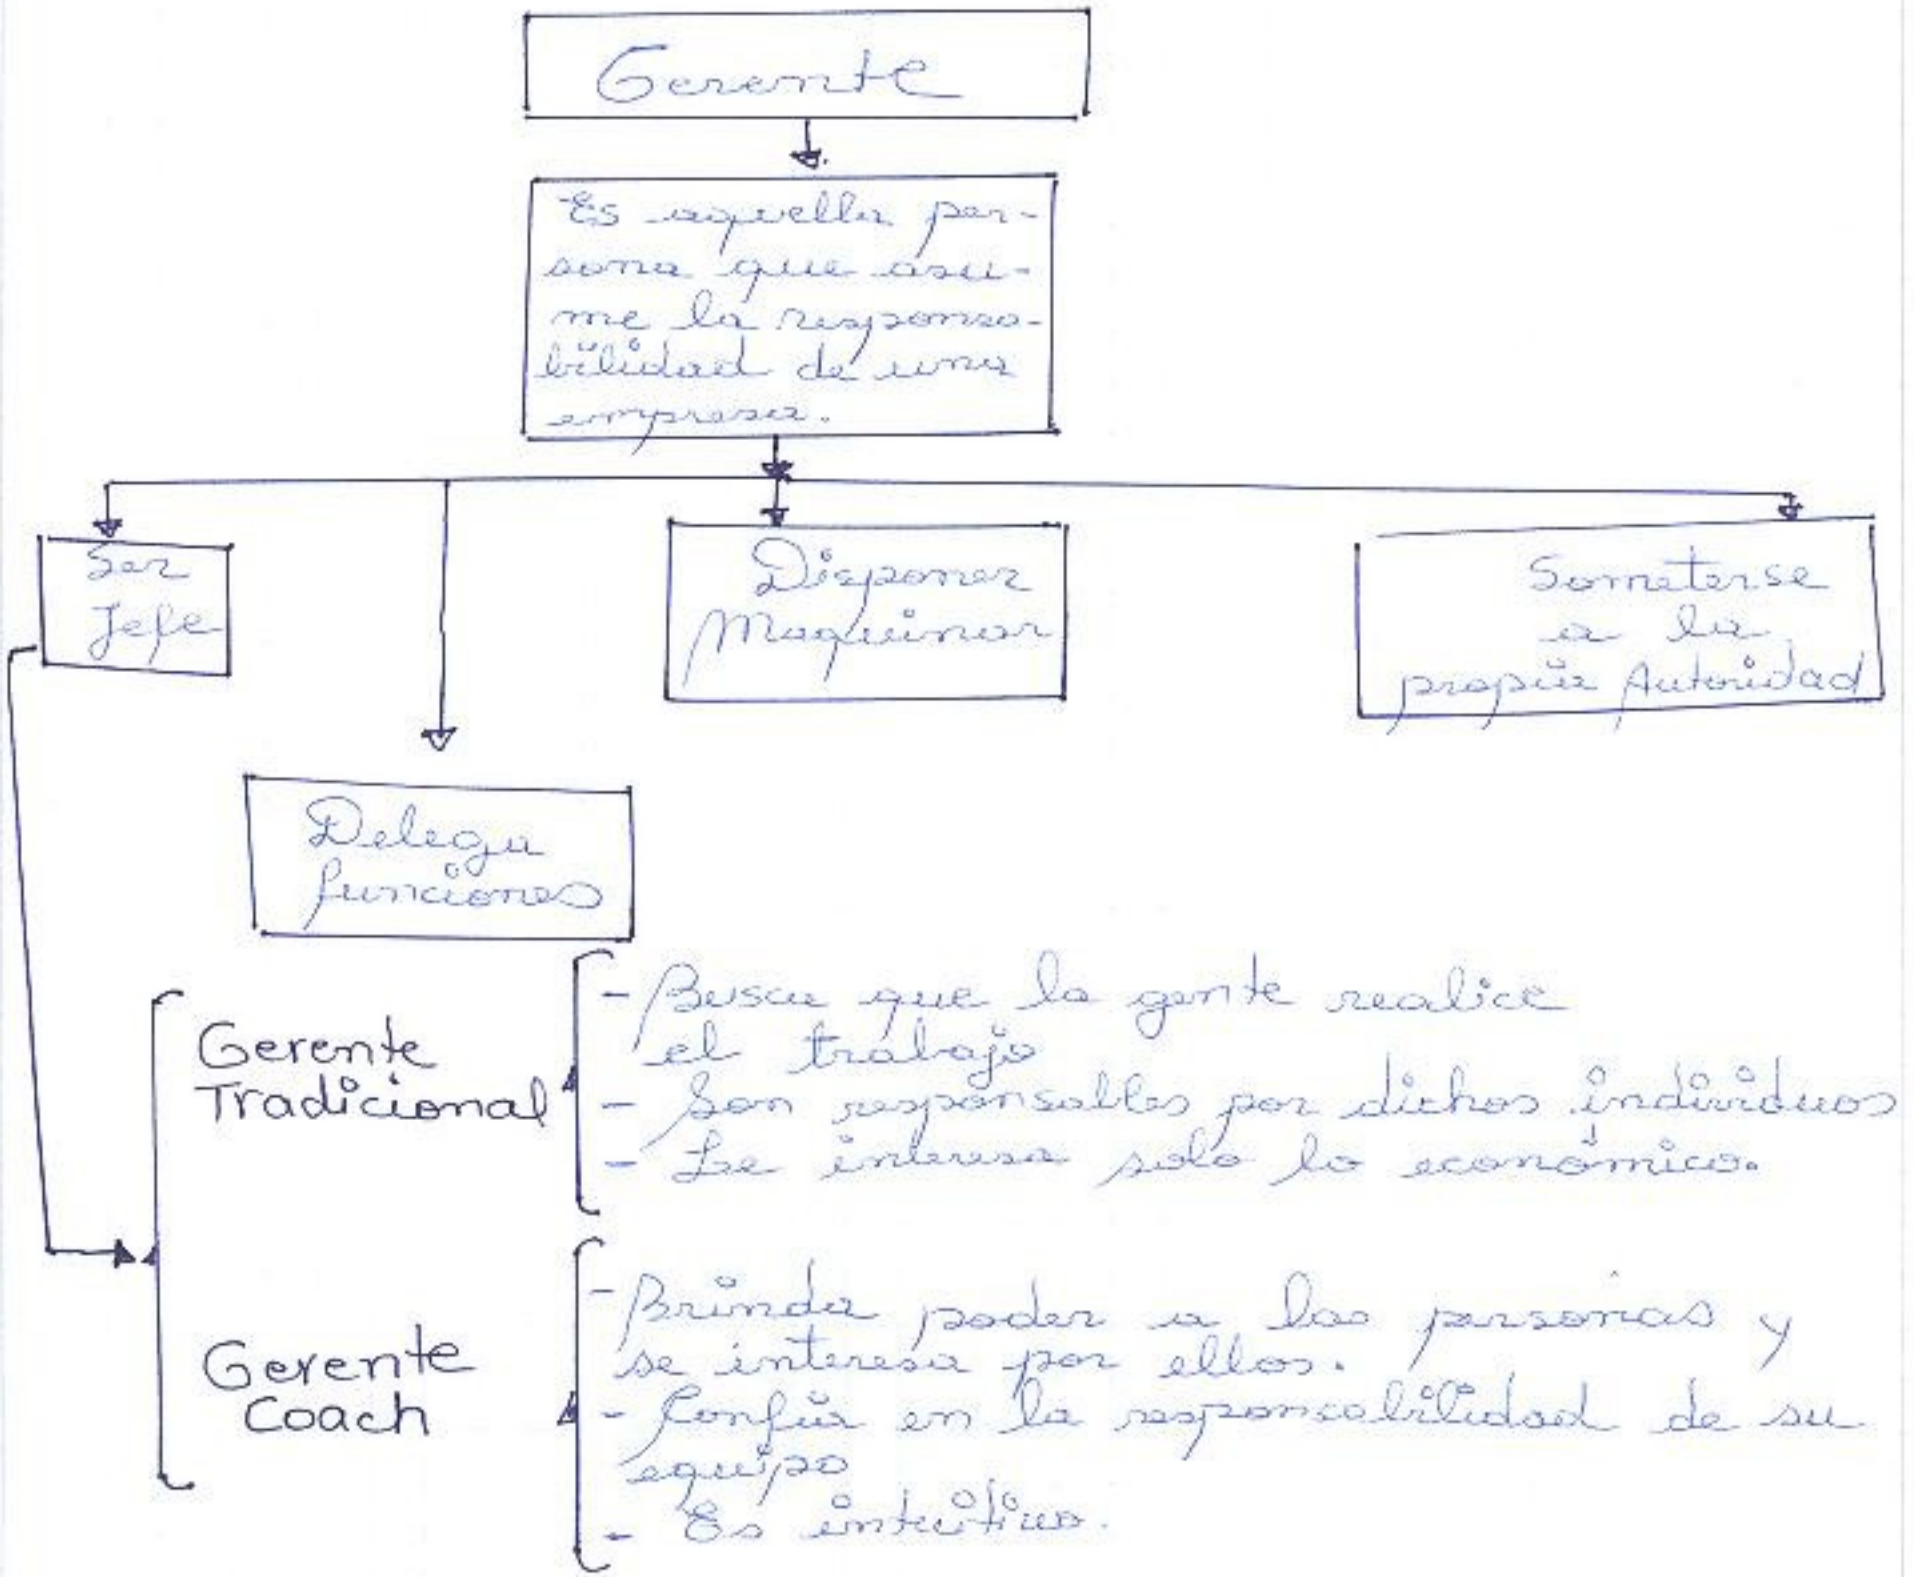 Gerente
Es aquella per-
sona que asu-
me la responsa-
bilidad de una
empresa.
Ser
Jefe
Disponer
Maquinar
Someterse
a la
propia Autoridad
Delega
funciones
Gerente
Tradicional
- Busca que la gente realice
el trabajo
- Son responsables por dichos individuos
- Le interesa solo lo económico.
Gerente
Coach
- Brinda poder a las personas y
se interesa por ellos.
- Confía en la responcabilidad de su
equipo
- Es intuitivo.